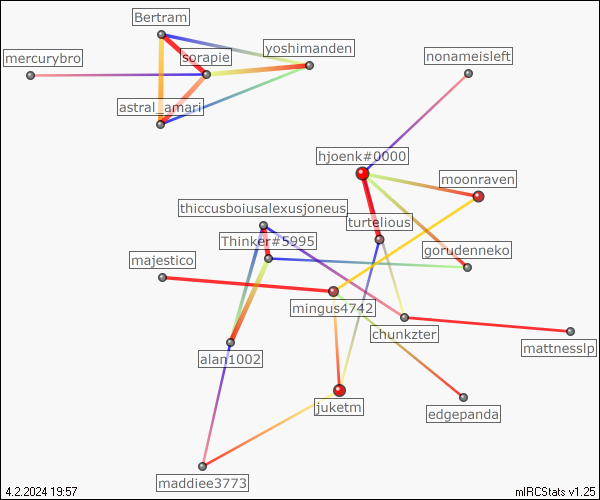 Bertram
yoshimanden
mercurybro
sorapie
nonameisleft
astral_amari
hjoenk#0000
moonraven
thiccusboiusalexusjoneus
turtelious
Thinker#5995
gorudenneko
majestico
mingus4742
chunkzter
mattnesslp
alan1002
juketm
edgepanda
maddiee3773
4.2.2024 19:57
mIRCStats v1.25